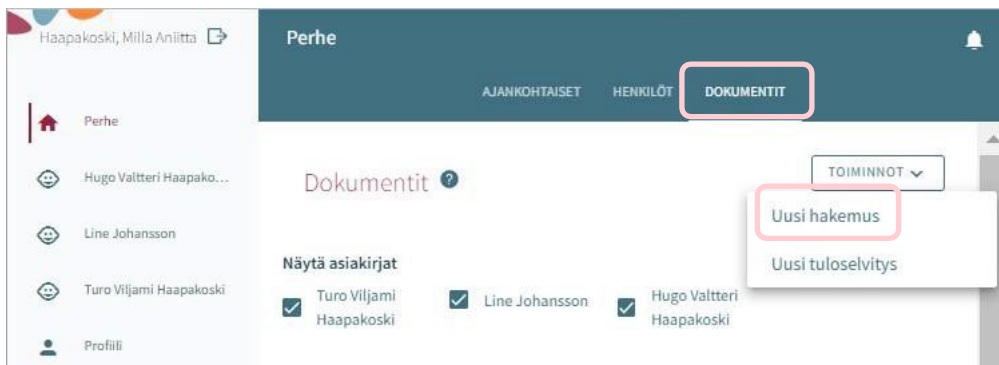 Haapakoski, Milla Aniitta
Perhe
AJANKOHTAISET HENKILÖT DOKUMENTIT
Perhe
Hugo Valtteri Haapako...
Line Johansson
Turo Viljami Haapakoski
Profiili
Dokumentit ?
TOIMINNOT
Uusi hakemus
Uusi tuloselvitys
Näytä asiakirjat
Turo Viljami
Haapakoski
Line Johansson
Hugo Valtteri
Haapakoski